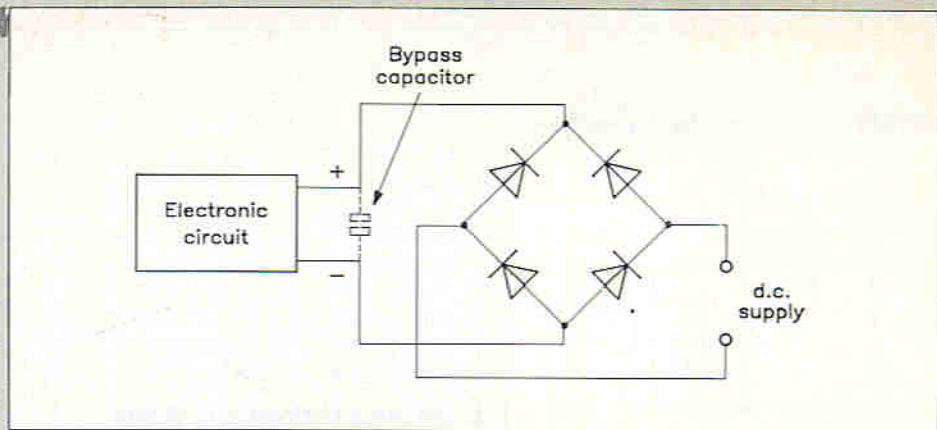 Bypass
capacitor
+
Electronic
circuit
−
d.c.
supply